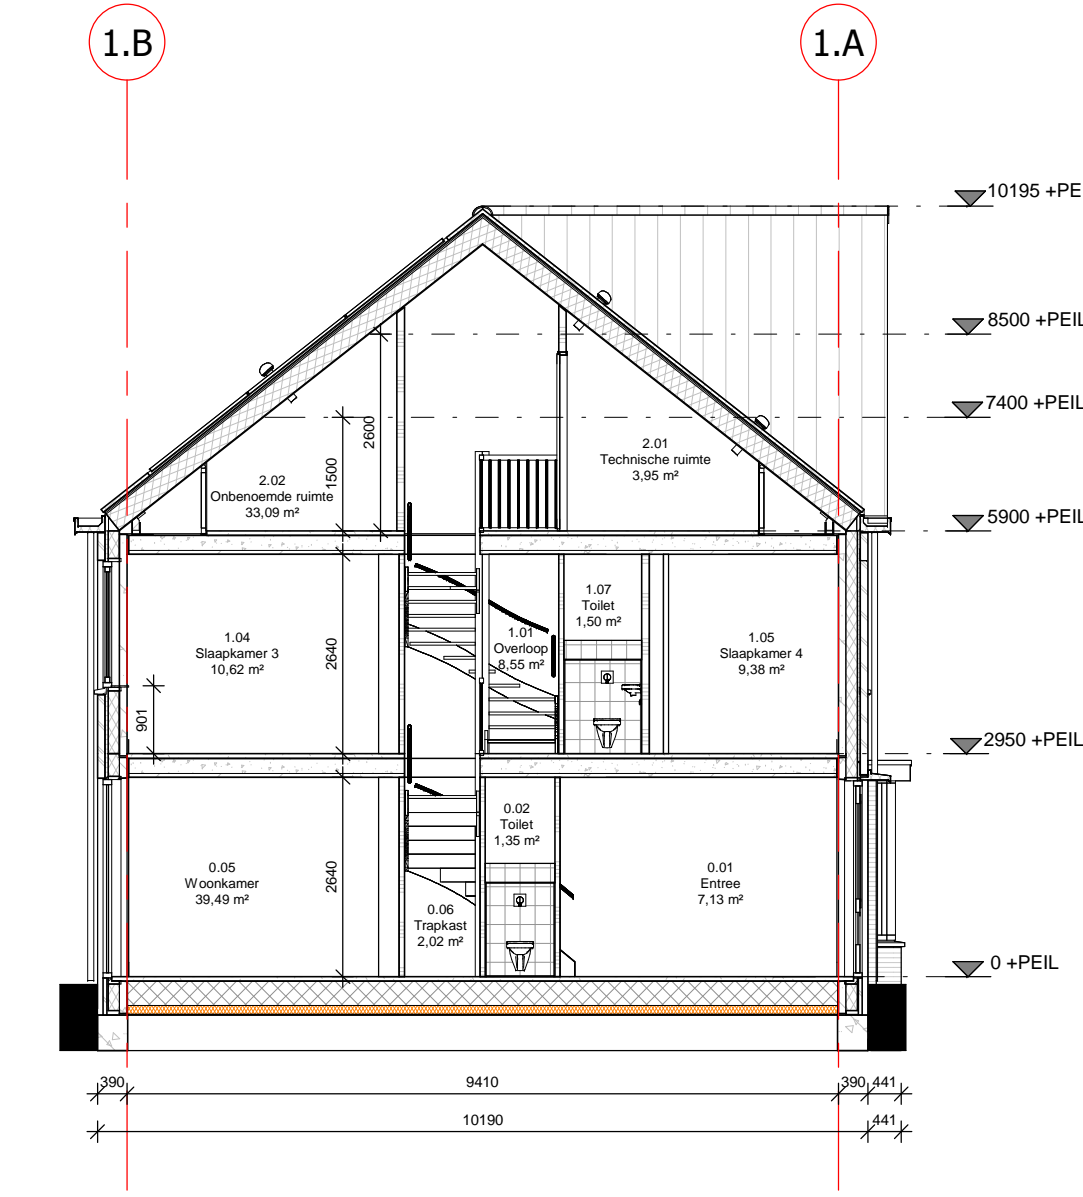 1.B
1.A
10195 +PE
8500 +PEIL
7400 +PEIL
2600
1500
2.01
Technische ruimte
3,95 m²
2.02
Onbenoemde ruimte
33,09 m²
5900 +PEIL
1.07
Toilet
1,50 m²
1.04
Slaapkamer 3
10,62 m²
2640
1.01
Overloop
8,55 m²
1.05
Slaapkamer 4
9,38 m²
901
2950 +PEIL
0.02
Toilet
1,35 m²
0.05
Woonkamer
39,49 m²
2640
0.01
Entree
7,13 m²
0.06
Trapkast
2,02 m²
0 +PEIL
390
9410
390
441
10190
441